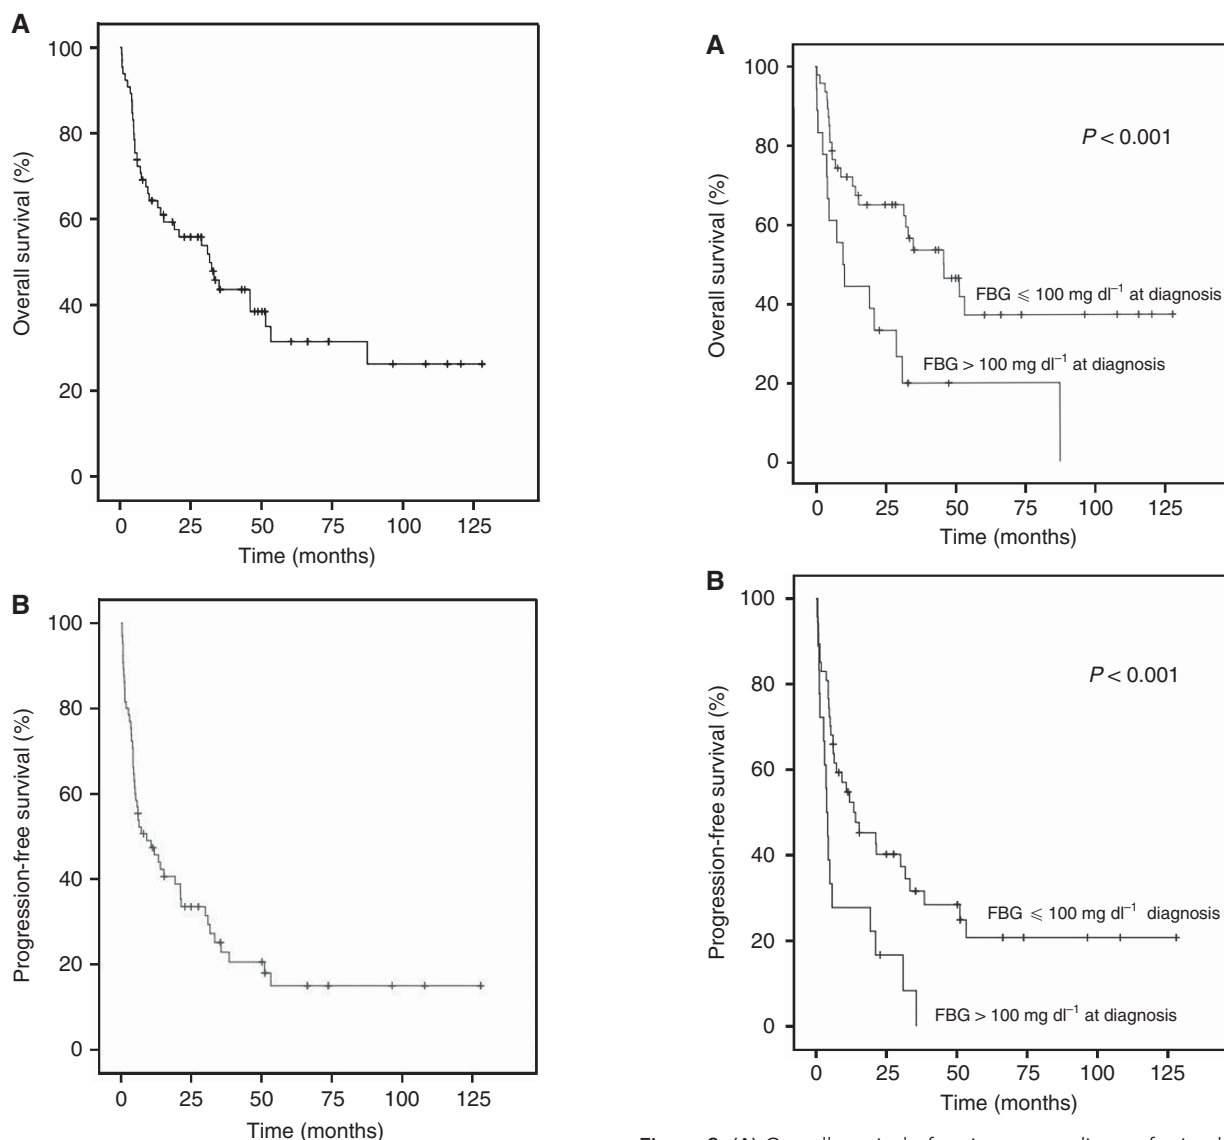 A
100
80
60
40
20
0
Overall survival (%)
0 25 50 75 100 125
Time (months)
B
100
80
60
40
20
0
Progression-free survival (%)
0 25 50 75 100 125
Time (months)
A
100
80
60
40
20
0
Overall survival (%)
P < 0.001
FBG ⩽ 100 mg dl⁻¹ at diagnosis
FBG > 100 mg dl⁻¹ at diagnosis
0 25 50 75 100 125
Time (months)
B
100
80
60
40
20
0
Progression-free survival (%)
P < 0.001
FBG ⩽ 100 mg dl⁻¹ diagnosis
FBG > 100 mg dl⁻¹ at diagnosis
0 25 50 75 100 125
Time (months)